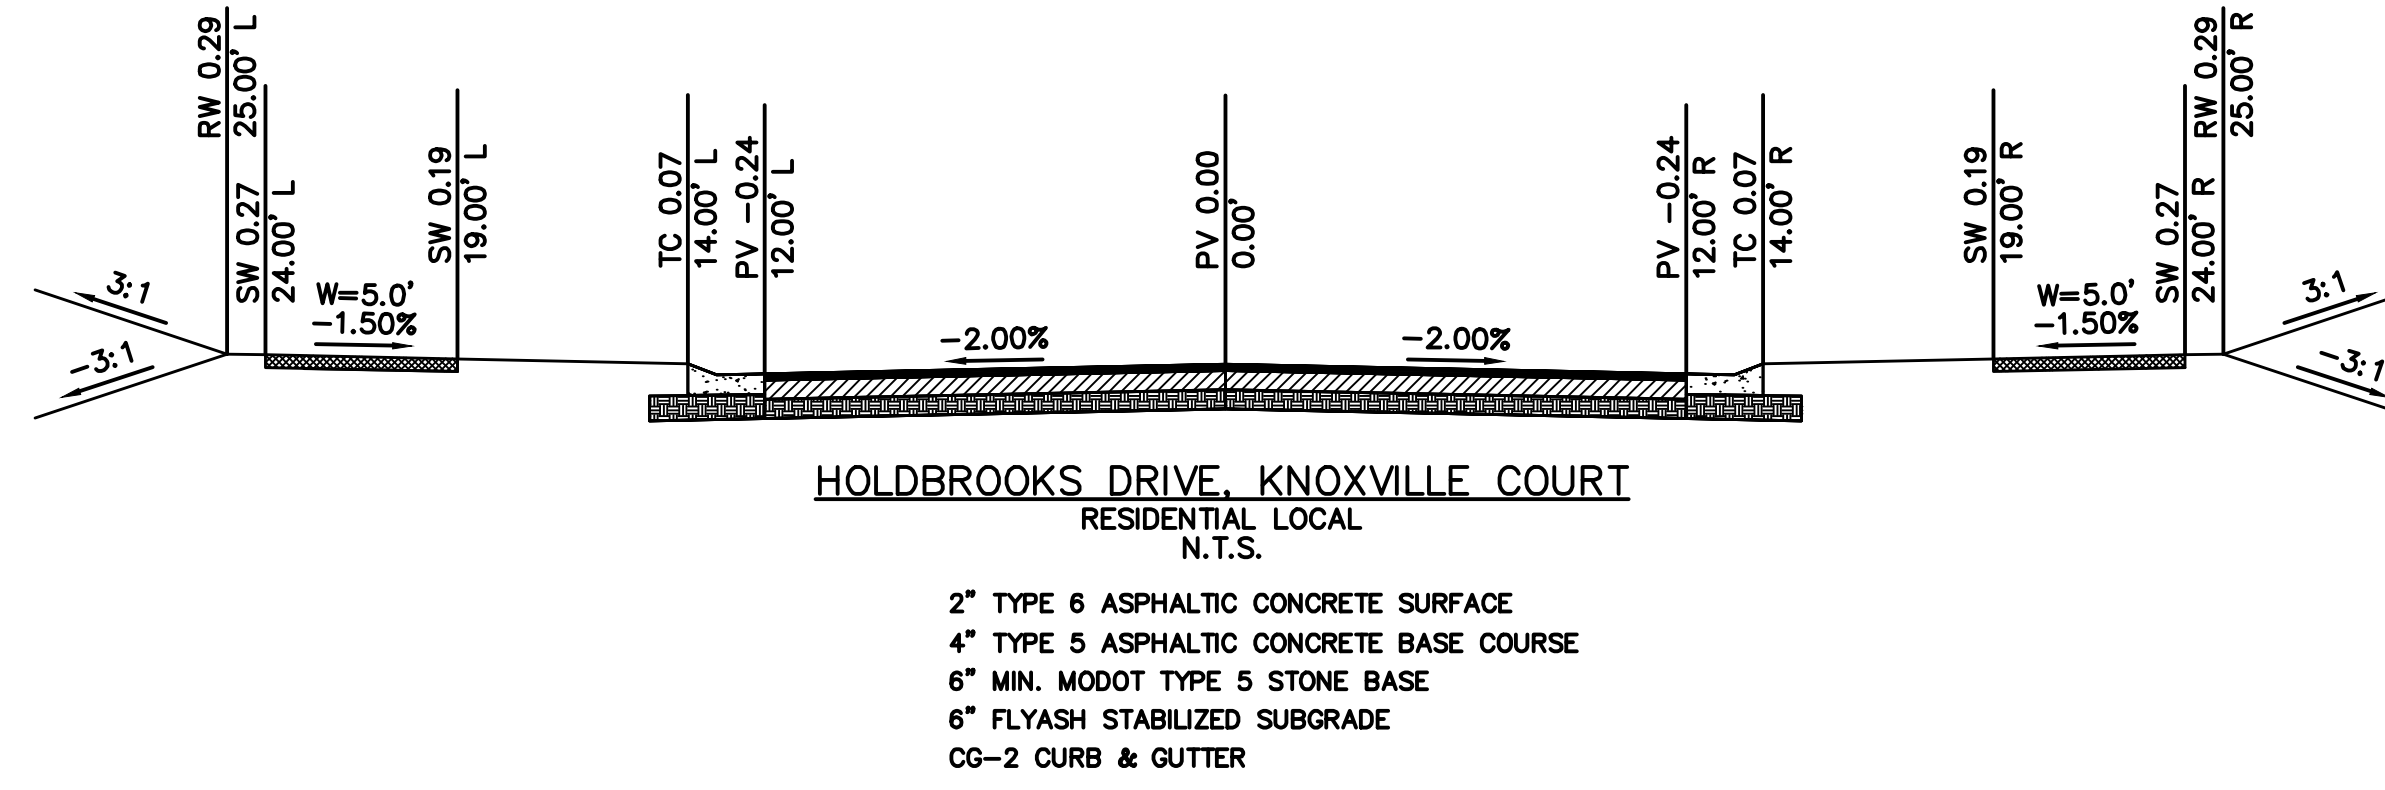 RW 0.29
25.00' L
SW 0.27
24.00' L
SW 0.19
19.00' L
TC 0.07
14.00' L
PV -0.24
12.00' L
PV 0.00
0.00'
PV -0.24
12.00' R
TC 0.07
14.00' R
SW 0.19
19.00' R
SW 0.27
24.00' R
RW 0.29
25.00' R
3:1
-3:1
W=5.0'
-1.50%
-2.00%
-2.00%
W=5.0'
-1.50%
3:1
-3:1
HOLDBROOKS DRIVE, KNOXVILLE COURT
RESIDENTIAL LOCAL
N.T.S.
2" TYPE 6 ASPHALTIC CONCRETE SURFACE
4" TYPE 5 ASPHALTIC CONCRETE BASE COURSE
6" MIN. MODOT TYPE 5 STONE BASE
6" FLYASH STABILIZED SUBGRADE
CG-2 CURB & GUTTER